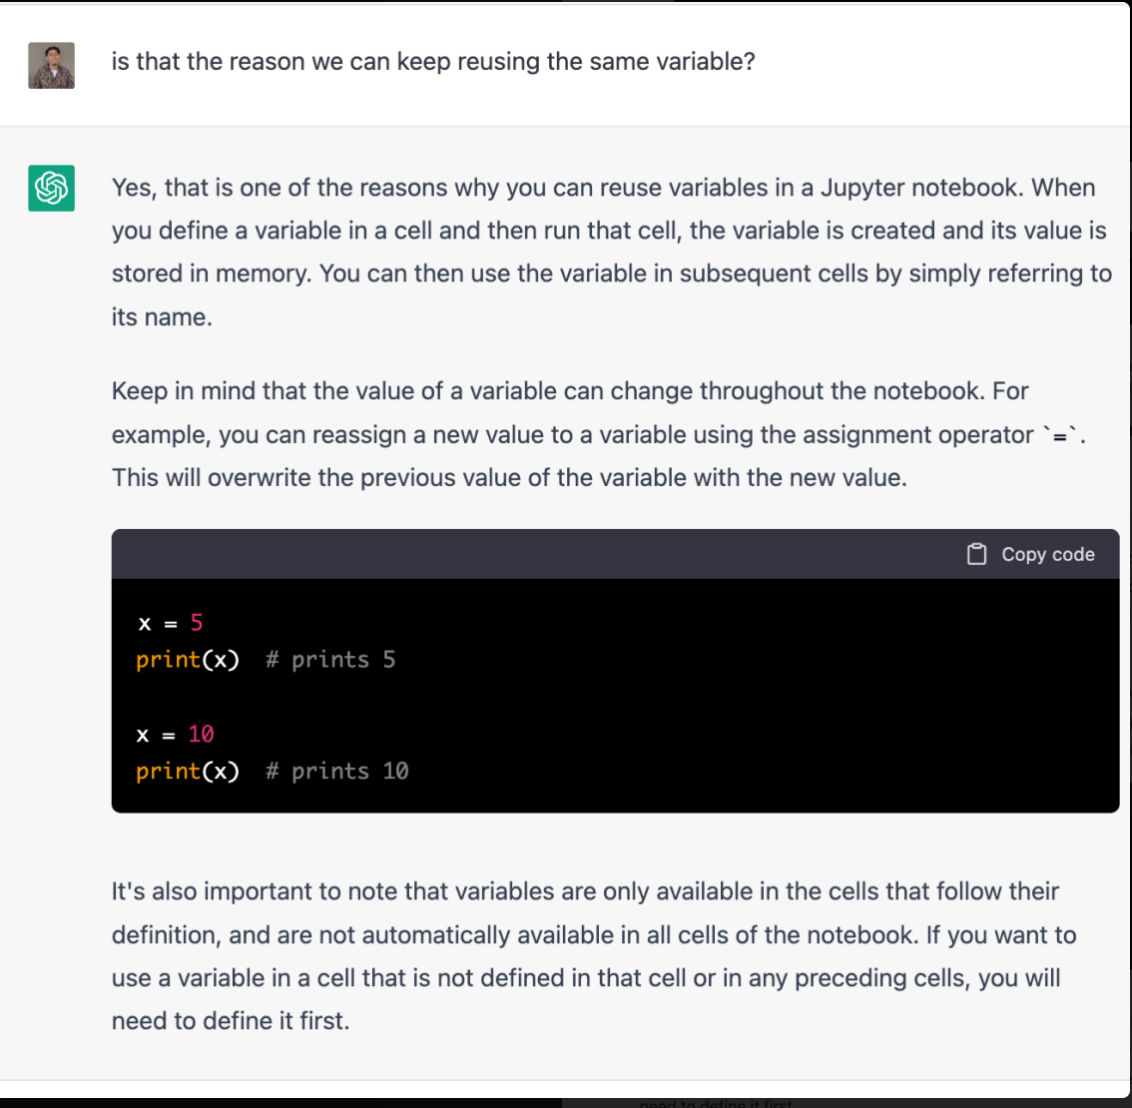 is that the reason we can keep reusing the same variable?
Yes, that is one of the reasons why you can reuse variables in a Jupyter notebook. When
you define a variable in a cell and then run that cell, the variable is created and its value is
stored in memory. You can then use the variable in subsequent cells by simply referring to
its name.
Keep in mind that the value of a variable can change throughout the notebook. For
example, you can reassign a new value to a variable using the assignment operator `=`.
This will overwrite the previous value of the variable with the new value.
Copy code
x = 5
print(x)  # prints 5
x = 10
print(x)  # prints 10
It's also important to note that variables are only available in the cells that follow their
definition, and are not automatically available in all cells of the notebook. If you want to
use a variable in a cell that is not defined in that cell or in any preceding cells, you will
need to define it first.
need to define it first